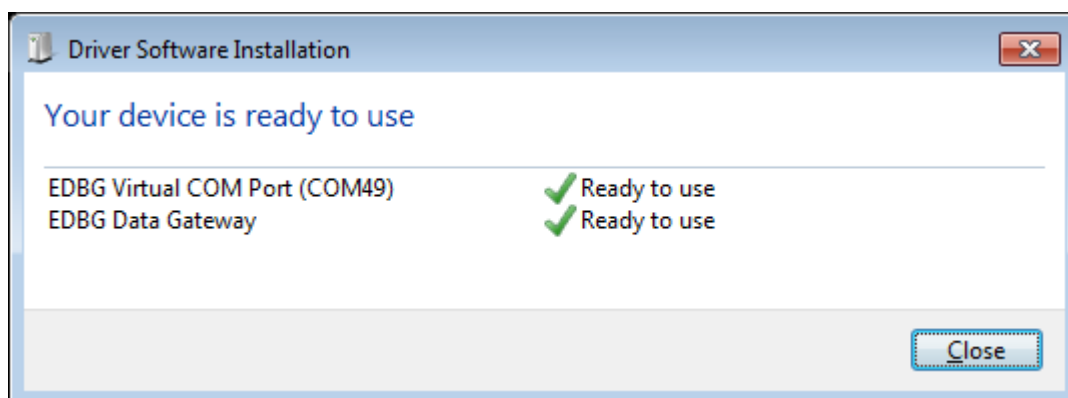 Driver Software Installation
Your device is ready to use
EDBG Virtual COM Port (COM49) Ready to use
EDBG Data Gateway Ready to use
Close